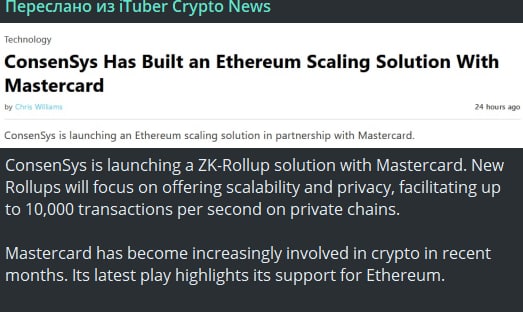 Переслано из iTuber Crypto News
Technology
ConsenSys Has Built an Ethereum Scaling Solution With
Mastercard
by Chris Williams
24 hours ago
ConsenSys is launching an Ethereum scaling solution in partnership with Mastercard.
ConsenSys is launching a ZK-Rollup solution with Mastercard. New
Rollups will focus on offering scalability and privacy, facilitating up
to 10,000 transactions per second on private chains.
Mastercard has become increasingly involved in crypto in recent
months. Its latest play highlights its support for Ethereum.